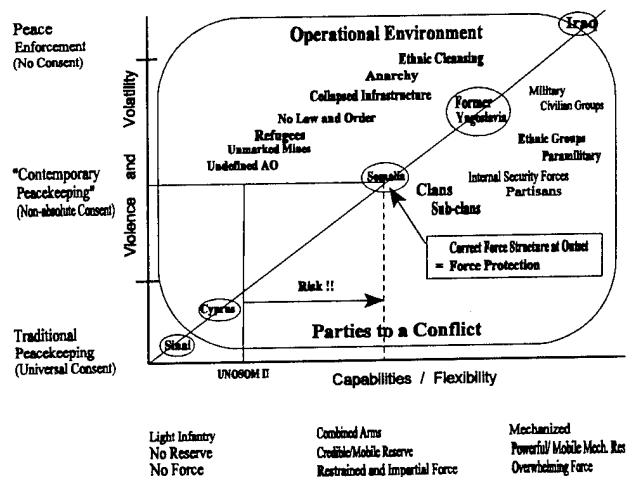 Peace
Enforcement
(No Consent)
"Contemporary
Peacekeeping"
(Non-absolute Consent)
Traditional
Peacekeeping
(Universal Consent)
Violence and Volatility
Operational Environment
Iraq
Ethnic Cleansing
Anarchy
Collapsed Infrastructure
No Law and Order
Refugees
Unmarked Mines
Undefined AO
Former
Yugoslavia
Military
Civilian Groups
Ethnic Groups
Paramilitary
Internal Security Forces
Partisans
Somalia
Clans
Sub-clans
Correct Force Structure at Outset
= Force Protection
Risk !!
Cyprus
Sinai
Parties to a Conflict
UNOSOM II
Capabilities / Flexibility
Light Infantry
No Reserve
No Force
Combined Arms
Credible/Mobile Reserve
Restrained and Impartial Force
Mechanized
Powerful/ Mobile Mech. Res
Overwhelming Force